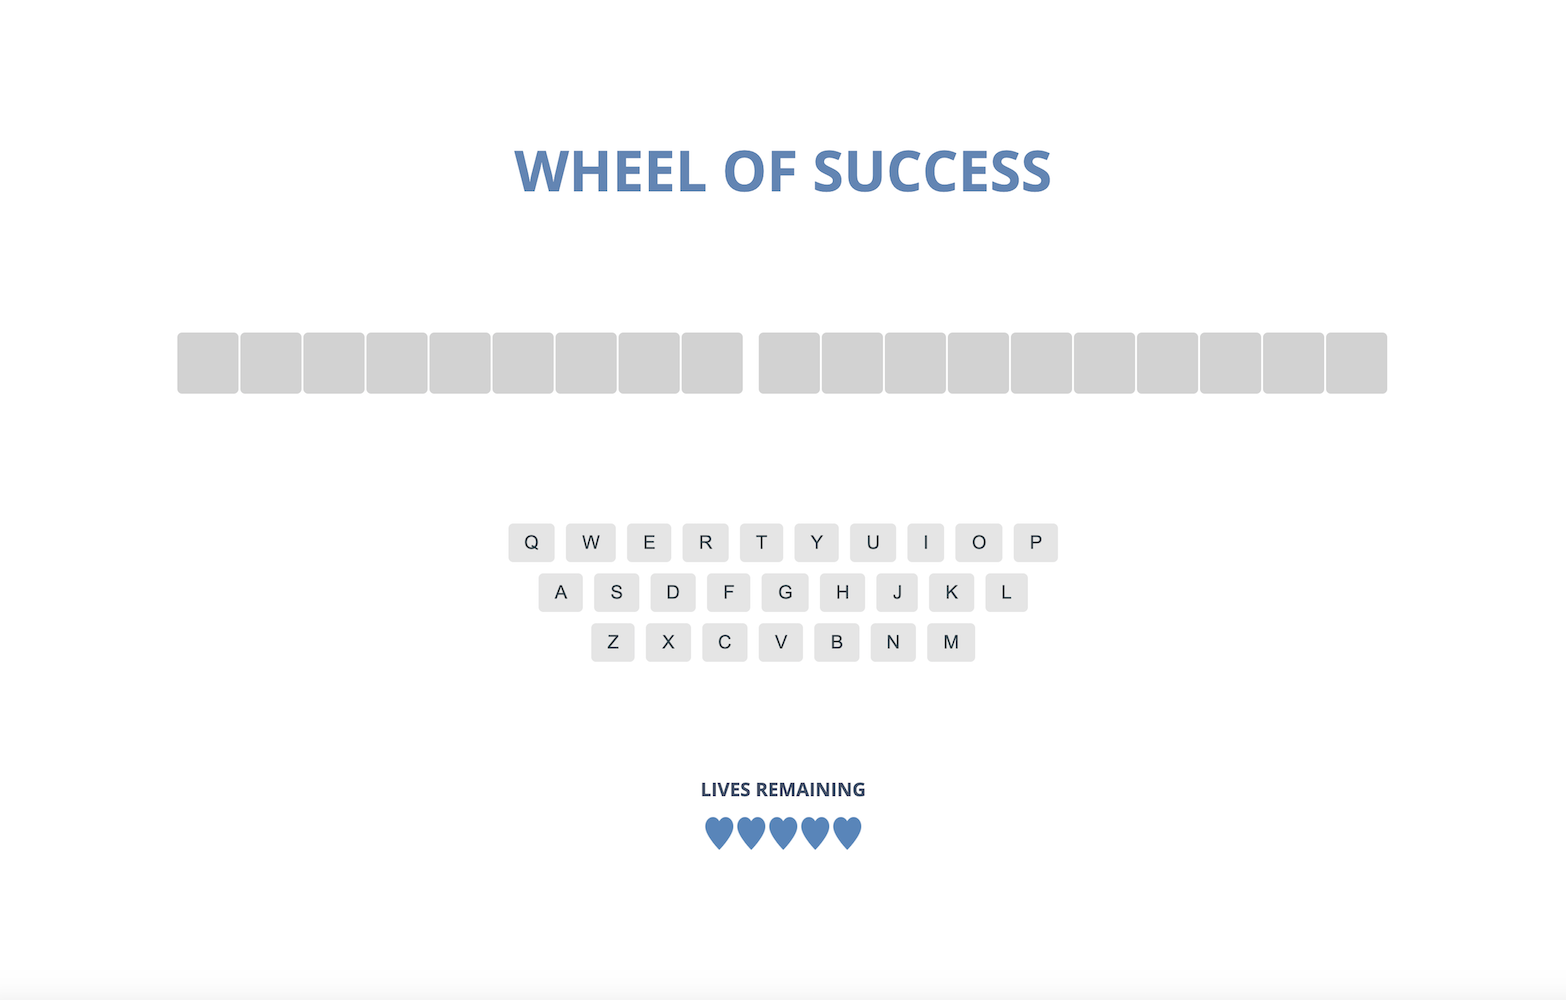 WHEEL OF SUCCESS
Q W E R T Y U I O P
A S D F G H J K L
Z X C V B N M
LIVES REMAINING